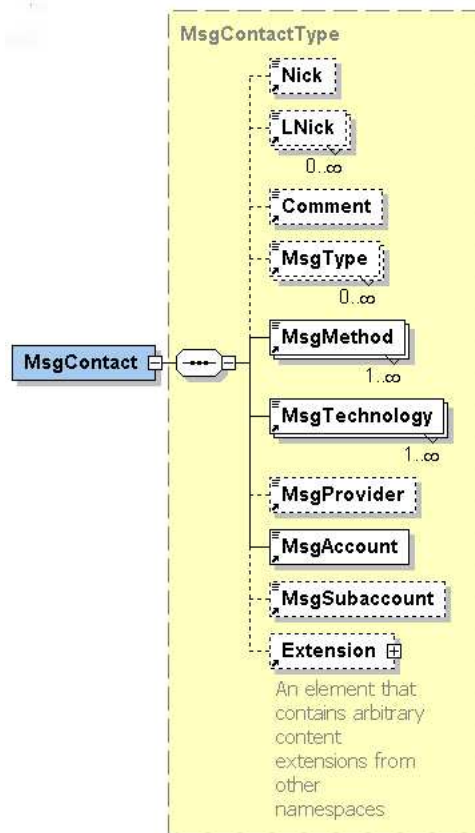 MsgContactType
Nick
LNick
0..∞
Comment
MsgType
0..∞
MsgMethod
1..∞
MsgContact
MsgTechnology
1..∞
MsgProvider
MsgAccount
MsgSubaccount
Extension
An element that
contains arbitrary
content
extensions from
other
namespaces